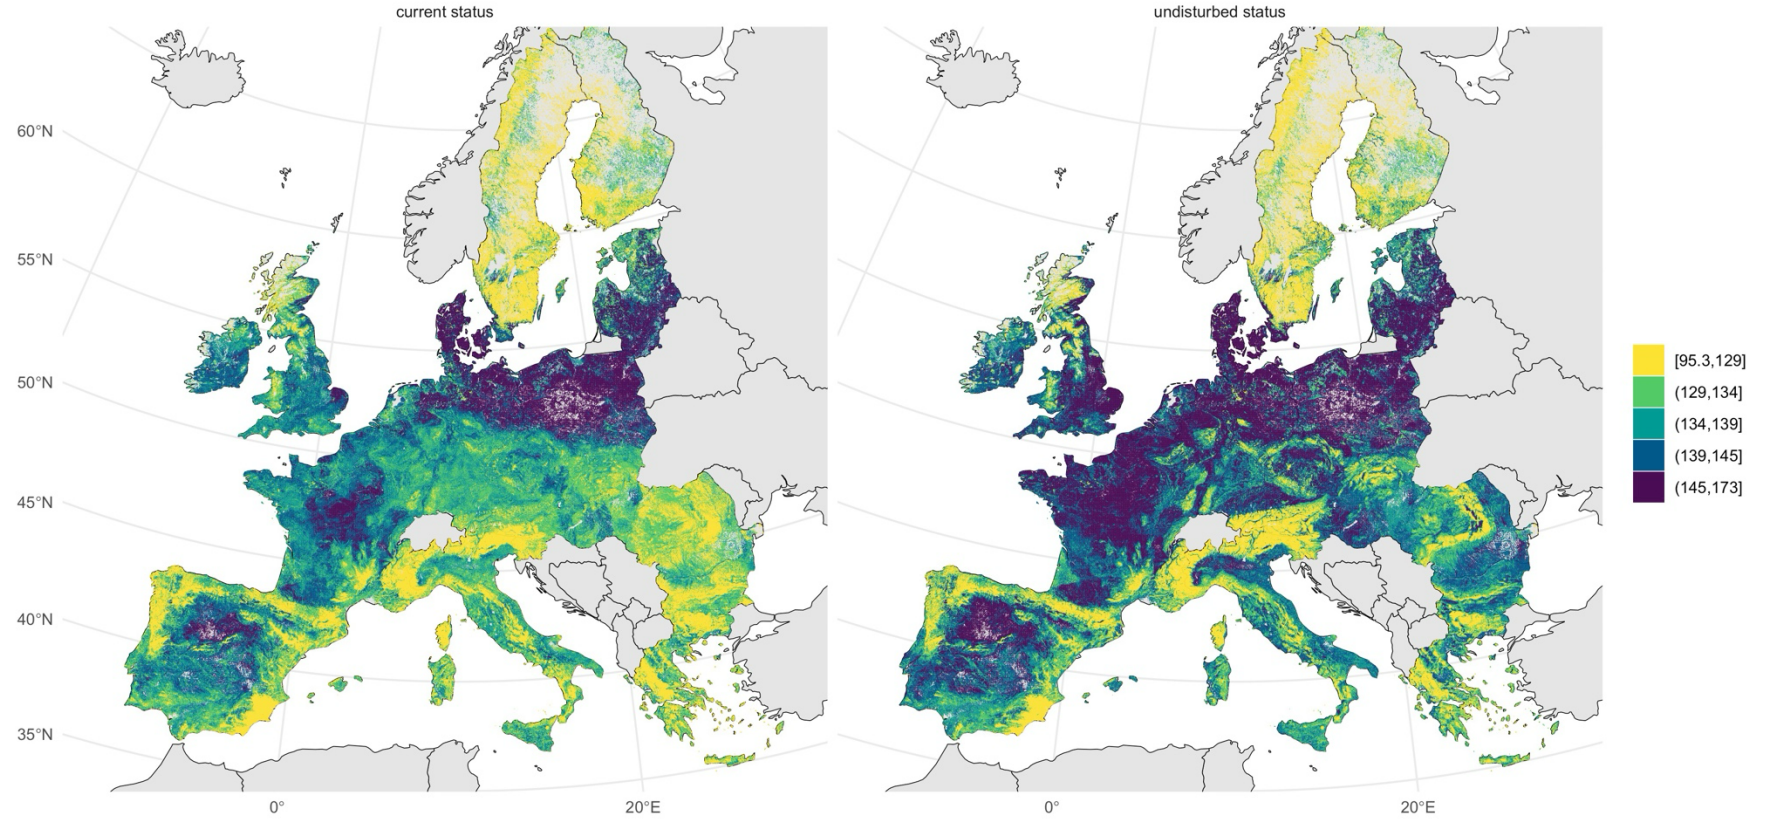 current status
undisturbed status
60°N
55°N
50°N
45°N
40°N
35°N
0°
20°E
0°
20°E
[95.3,129]
(129,134]
(134,139]
(139,145]
(145,173]